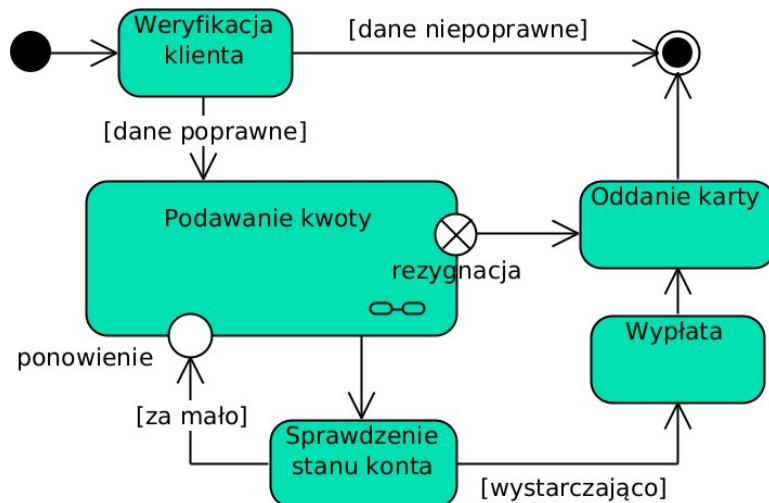 Weryfikacja
klienta
[dane niepoprawne]
[dane poprawne]
Podawanie kwoty
Oddanie karty
rezygnacja
ponowienie
Wypłata
[za mało]
Sprawdzenie
stanu konta
[wystarczająco]